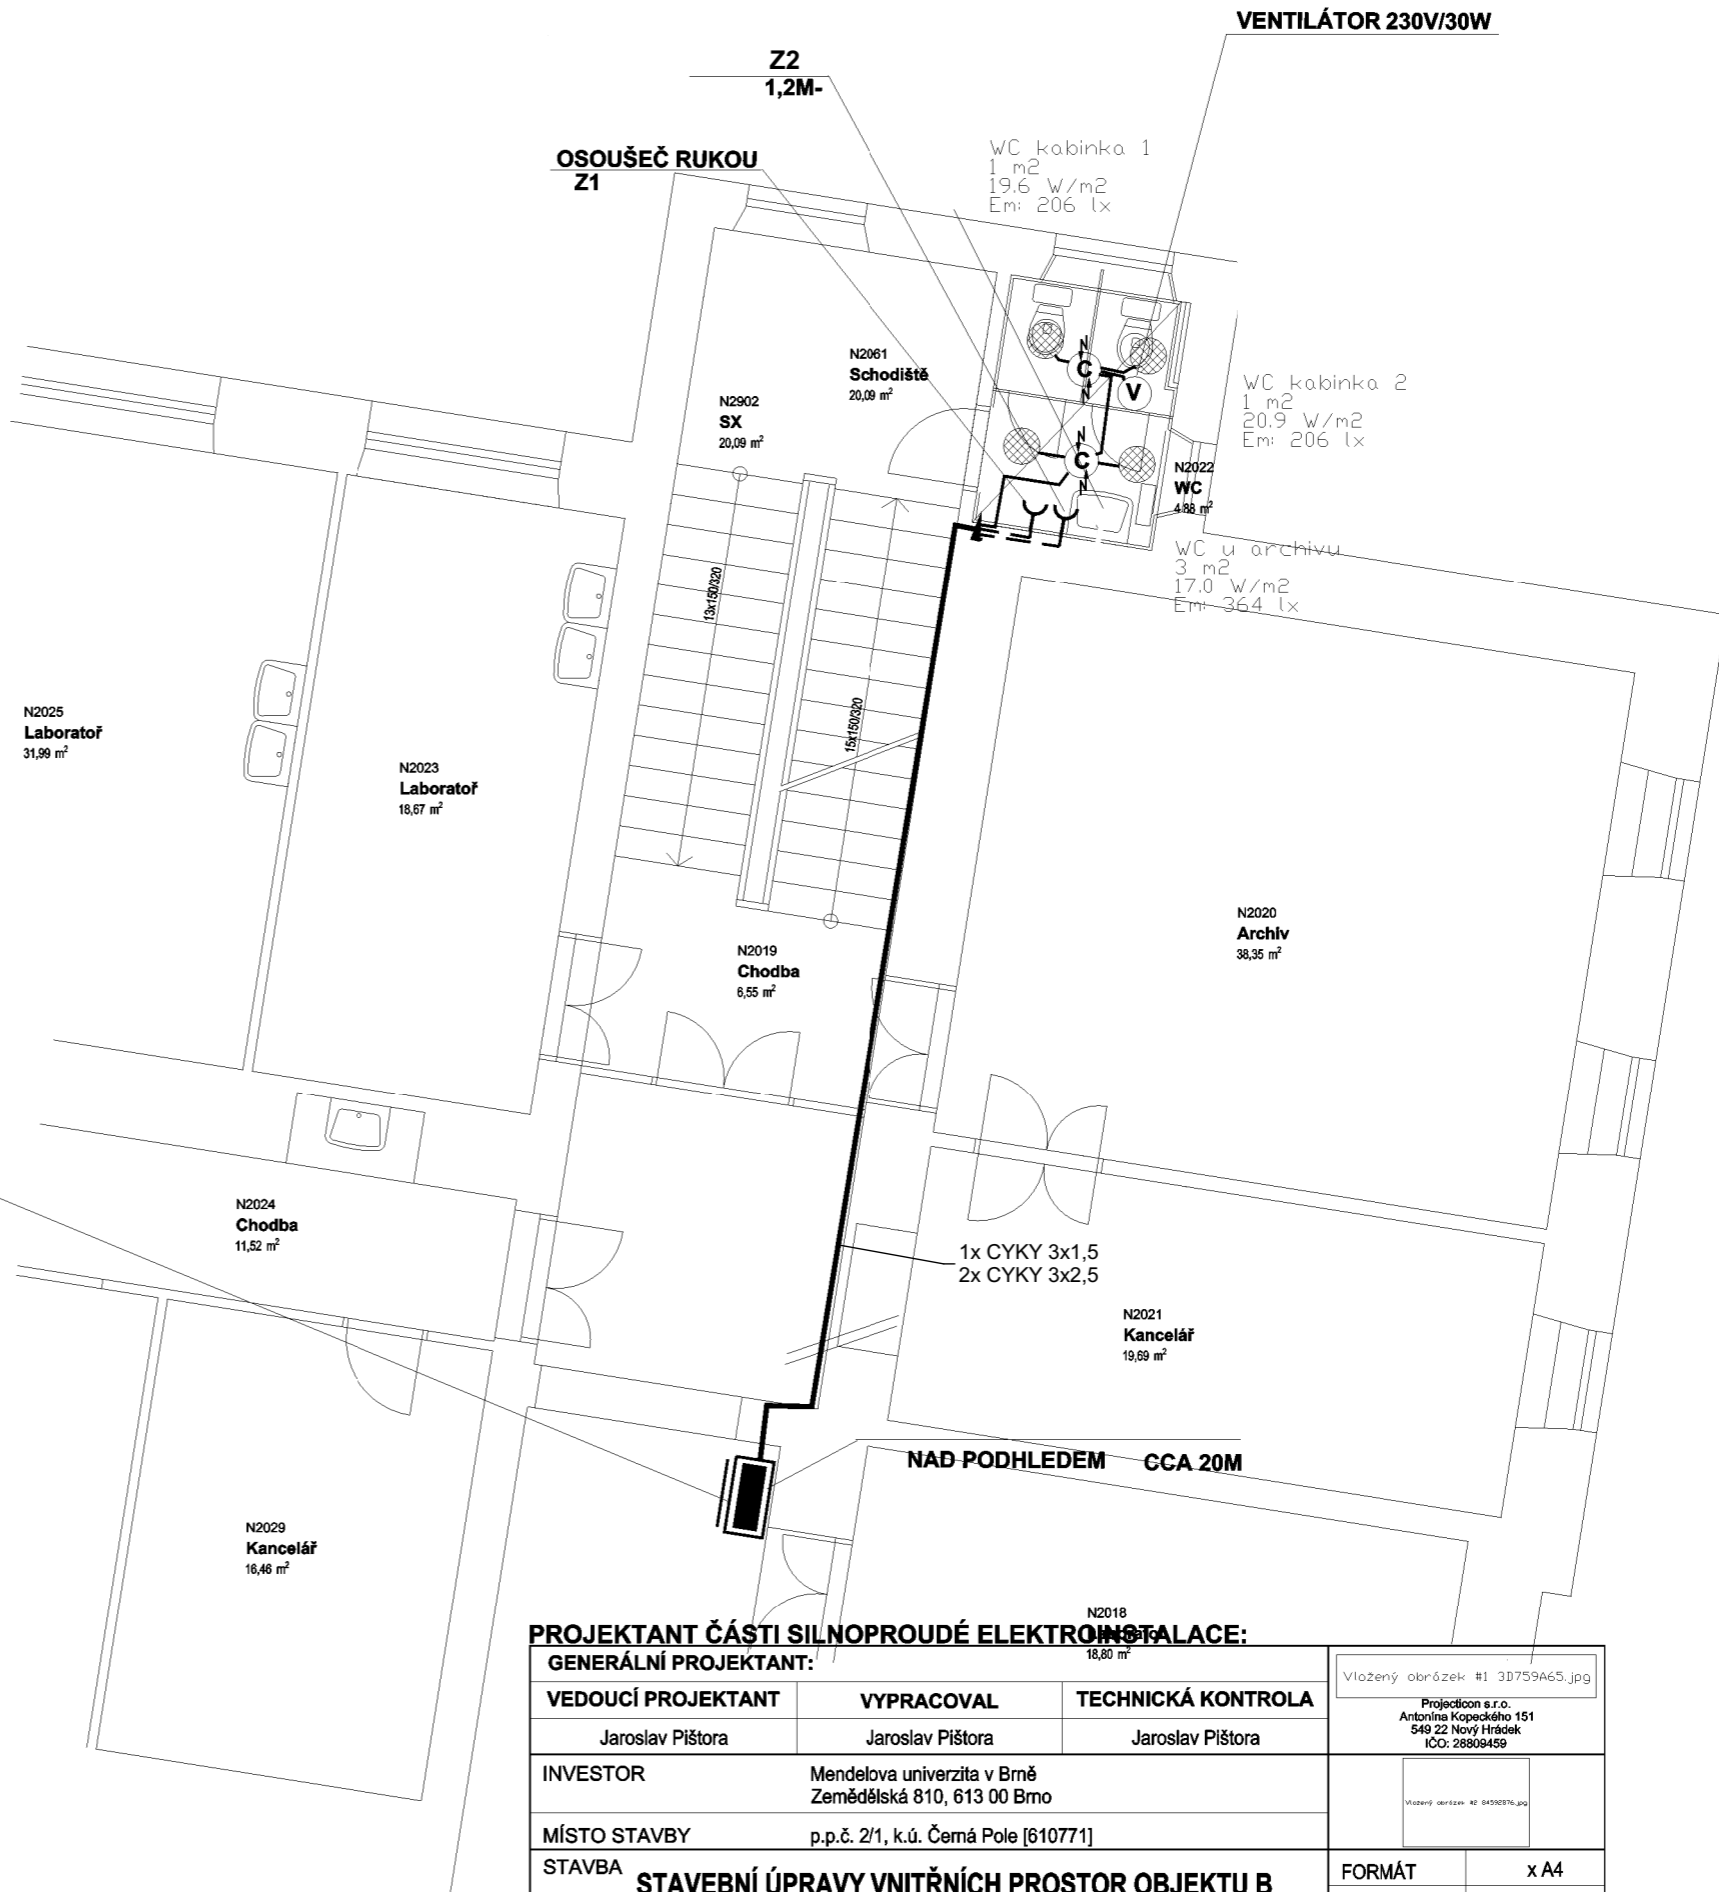 VENTILÁTOR 230V/30W
Z2
1,2M-
OSOUŠEČ RUKOU
Z1
WC kabinka 1
1 m2
19.6 W/m2
Em: 206 lx
N2061
Schodiště
20,09 m²
N2902
SX
20,09 m²
N
C
N
V
WC kabinka 2
1 m2
20.9 W/m2
Em: 206 lx
N
C
N
N2022
WC
4,88 m²
WC u archivu
3 m2
17.0 W/m2
Em: 364 lx
13x150/320
15x150/320
N2025
Laboratoř
31,99 m²
N2023
Laboratoř
18,67 m²
N2020
Archiv
38,35 m²
N2019
Chodba
6,55 m²
N2024
Chodba
11,52 m²
1x CYKY 3x1,5
2x CYKY 3x2,5
N2021
Kancelář
19,69 m²
NAD PODHLEDEM CCA 20M
N2029
Kancelář
16,46 m²
N2018
18,80 m²
PROJEKTANT ČÁSTI SILNOPROUDÉ ELEKTROINSTALACE:
GENERÁLNÍ PROJEKTANT:
VEDOUCÍ PROJEKTANT VYPRACOVAL TECHNICKÁ KONTROLA
Jaroslav Pištora Jaroslav Pištora Jaroslav Pištora
Vložený obrázek #1 3D759A65.jpg
Projecticon s.r.o.
Antonína Kopeckého 151
549 22 Nový Hrádek
IČO: 28809459
INVESTOR Mendelova univerzita v Brně
Zemědělská 810, 613 00 Brno
Vložený obrázek #2 84592876.jpg
MÍSTO STAVBY p.p.č. 2/1, k.ú. Černá Pole [610771]
STAVBA STAVEBNÍ ÚPRAVY VNITŘNÍCH PROSTOR OBJEKTU B
FORMÁT x A4